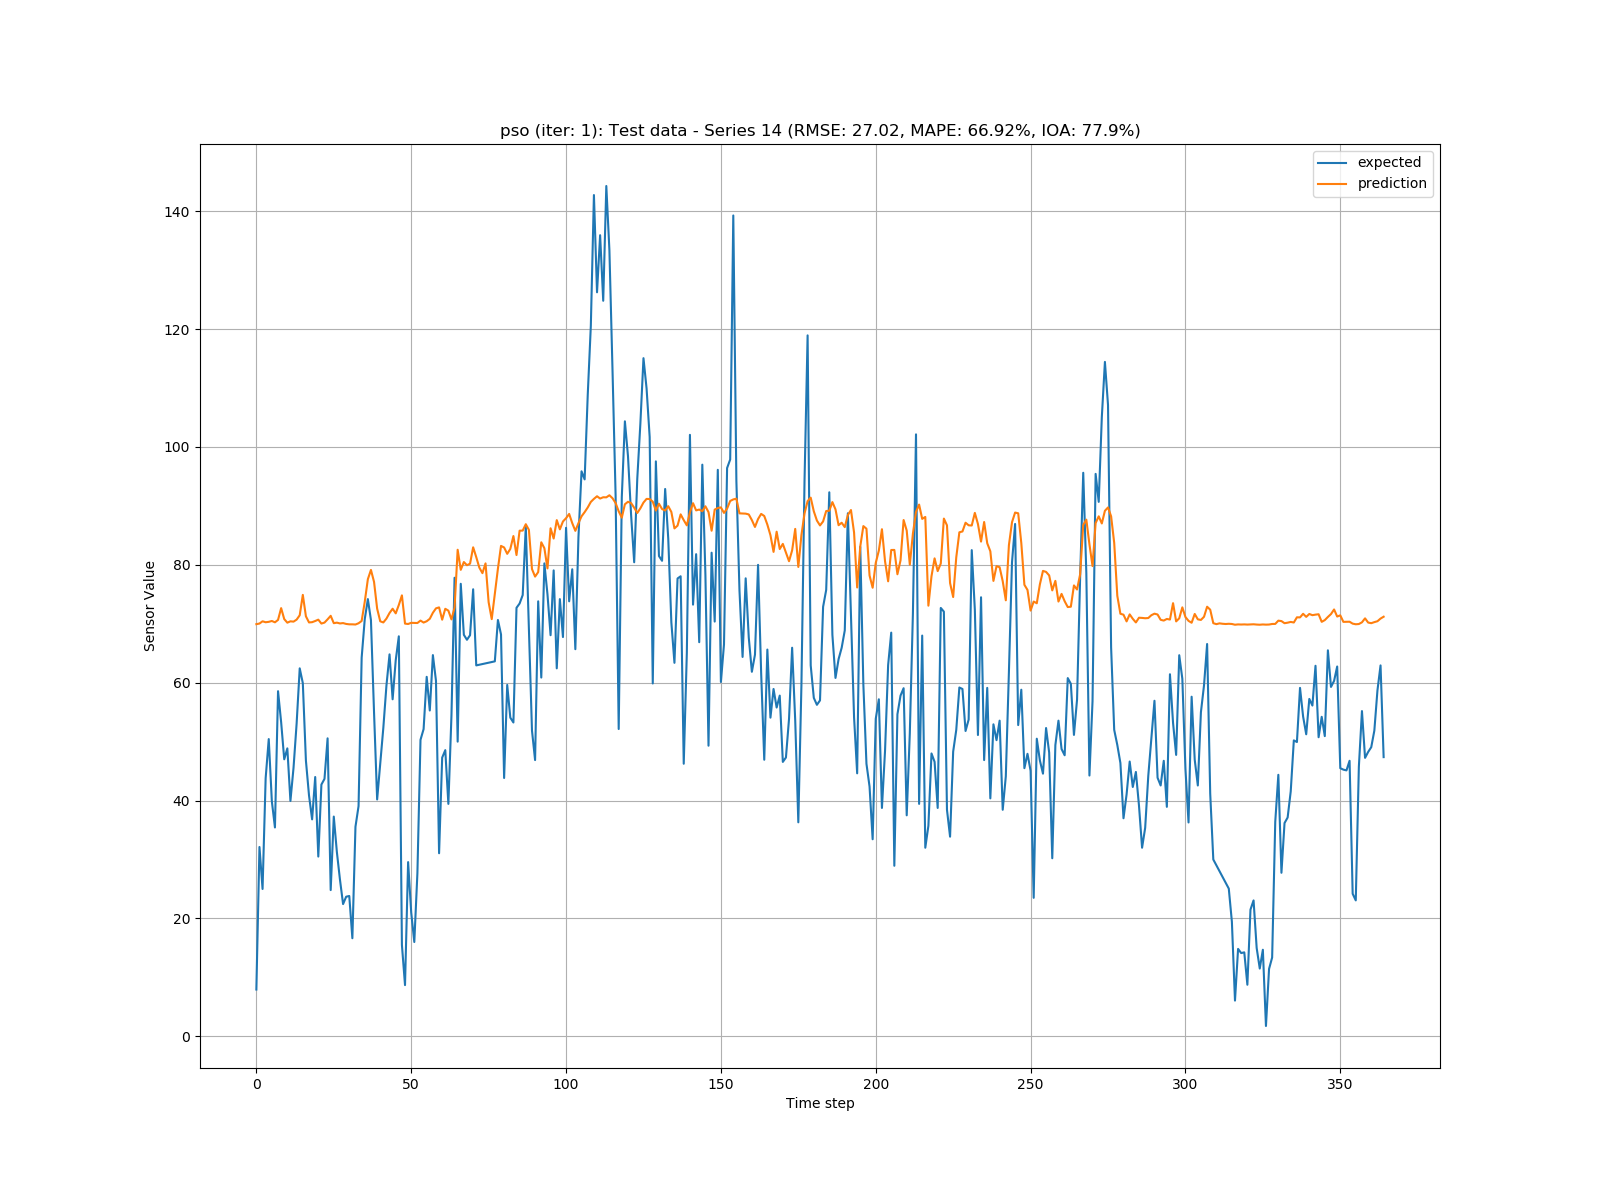 pso (iter: 1): Test data - Series 14 (RMSE: 27.02, MAPE: 66.92%, IOA: 77.9%)
expected
prediction
140
120
100
80
60
40
20
0
Sensor Value
0 50 100 150 200 250 300 350
Time step